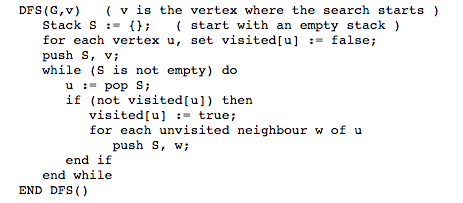 DFS(G,v)   ( v is the vertex where the search starts )
   Stack S := {};   ( start with an empty stack )
   for each vertex u, set visited[u] := false;
   push S, v;
   while (S is not empty) do
      u := pop S;
      if (not visited[u]) then
         visited[u] := true;
         for each unvisited neighbour w of u
            push S, w;
      end if
   end while
END DFS()